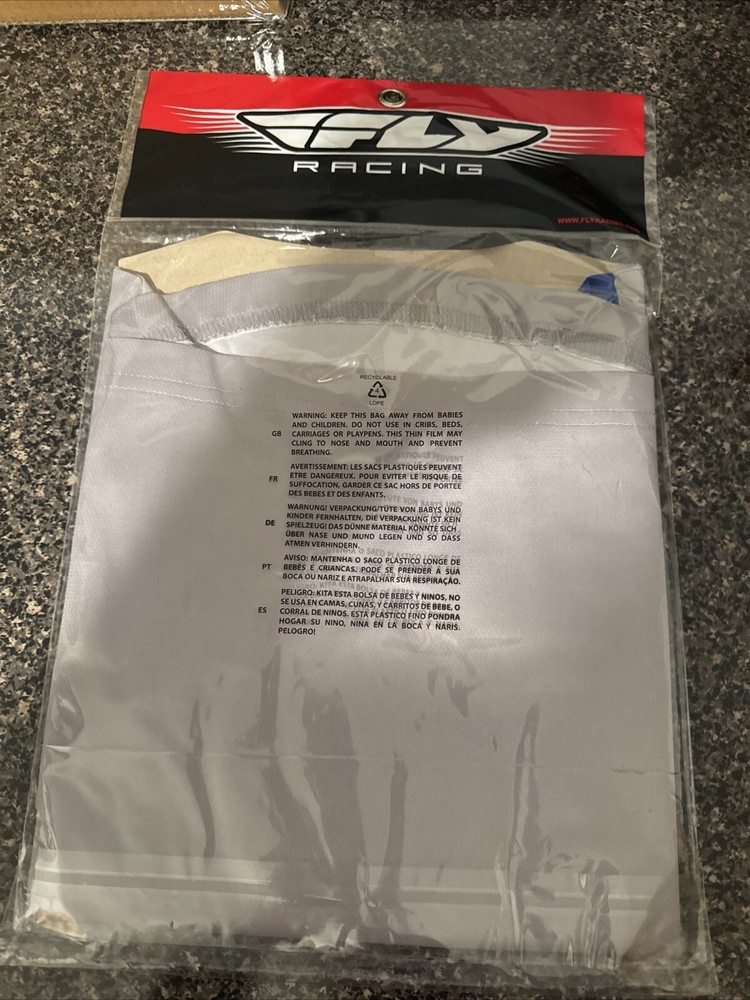 FLY
RACING
WWW.FLYRACING
RECYCLABLE
4
LDPE
WARNING: KEEP THIS BAG AWAY FROM BABIES
AND CHILDREN. DO NOT USE IN CRIBS, BEDS,
GB CARRIAGES OR PLAYPENS. THIS THIN FILM MAY
CLING TO NOSE AND MOUTH AND PREVENT
BREATHING.
AVERTISSEMENT: LES SACS PLASTIQUES PEUVENT
FR ETRE DANGEREUX. POUR EVITER LE RISQUE DE
SUFFOCATION, GARDER CE SAC HORS DE PORTÉE
DES BEBES ET DES ENFANTS.
WARNUNG! VERPACKUNG/TÜTE VON BABYS UND
KINDER FERNHALTEN, DIE VERPACKUNG IST KEIN
DE SPIELZEUG! DAS DÜNNE MATERIAL KÖNNTE SICH
ÜBER NASE UND MUND LEGEN UND SO DASS
ATMEN VERHINDERN.
AVISO: MANTENHA O SACO PLASTICO LONGE DE
PT BEBÊS E CRIANCAS. PODE SE PRENDER À SUA
BOCA OU NARIZ E ATRAPALHAR SUA RESPIRAÇÃO.
PELIGRO: KITA ESTA BOLSA DE BEBES Y NINOS, NO
SE USA EN CAMAS, CUNAS, Y CARRITOS DE BEBE, O
ES CORRAL DE NINOS. ESTA PLASTICO FINO PONDRA
HOGAR SU NINO, NINA EN LA BOCA Y NARIS.
PELOGRO!